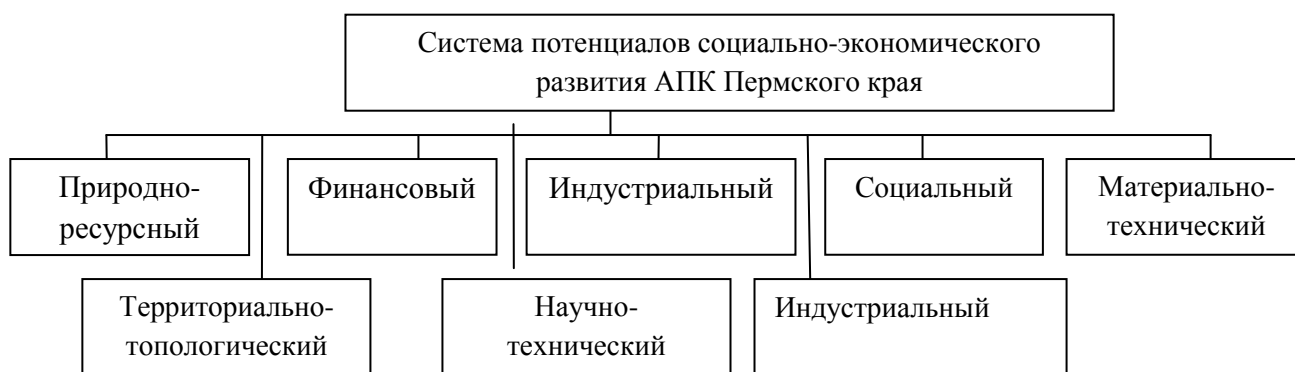 Система потенциалов социально-экономического
развития АПК Пермского края
Природно-
ресурсный
Финансовый
Индустриальный
Социальный
Материально-
технический
Территориально-
топологический
Научно-
технический
Индустриальный